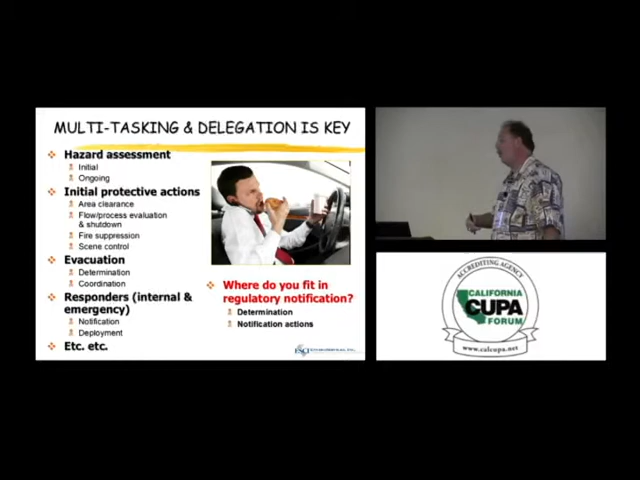 MULTI-TASKING & DELEGATION IS KEY
Hazard assessment
Initial
Ongoing
Initial protective actions
Area clearance
Flow/process evaluation
& shutdown
Fire suppression
Scene control
Evacuation
Determination
Coordination
Responders (internal &
emergency)
Notification
Deployment
Etc. etc.
Where do you fit in
regulatory notification?
Determination
Notification actions
ACCREDITING AGENCY
CALIFORNIA
CUPA
FORUM
www.calcupa.net